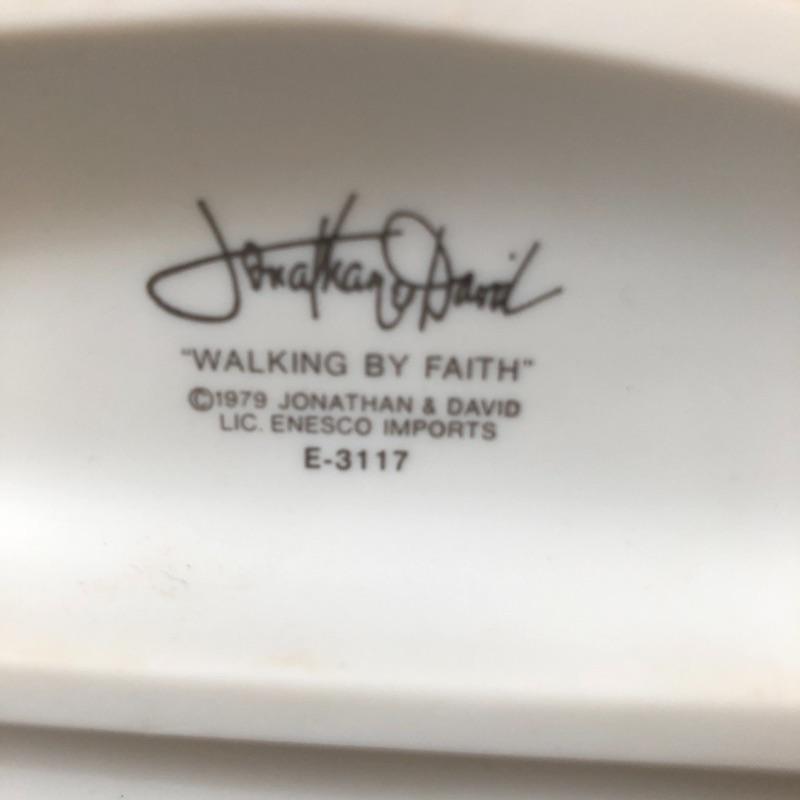 Jonathan & David
"WALKING BY FAITH"
©1979 JONATHAN & DAVID
LIC. ENESCO IMPORTS
E-3117